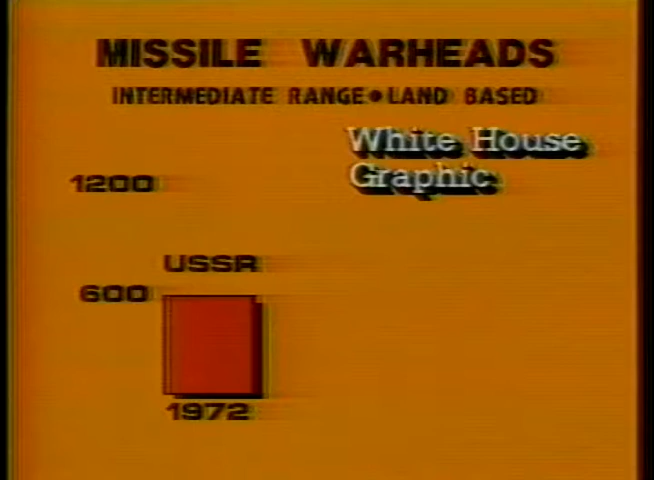 MISSILE WARHEADS
INTERMEDIATE RANGE • LAND BASED
White House
Graphic
1200
USSR
600
1972